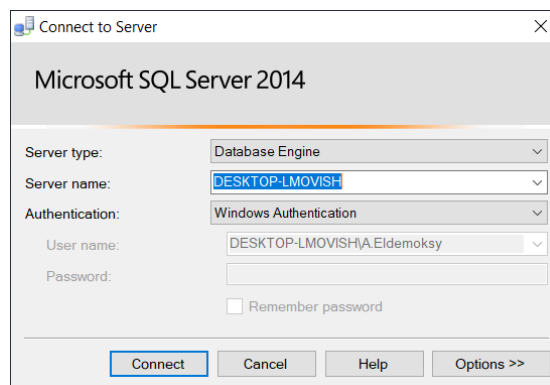 Connect to Server
Microsoft SQL Server 2014
Server type: Database Engine
Server name: DESKTOP-LMOVISH
Authentication: Windows Authentication
User name: DESKTOP-LMOVISH\A.Eldemoksy
Password:
Remember password
Connect Cancel Help Options >>